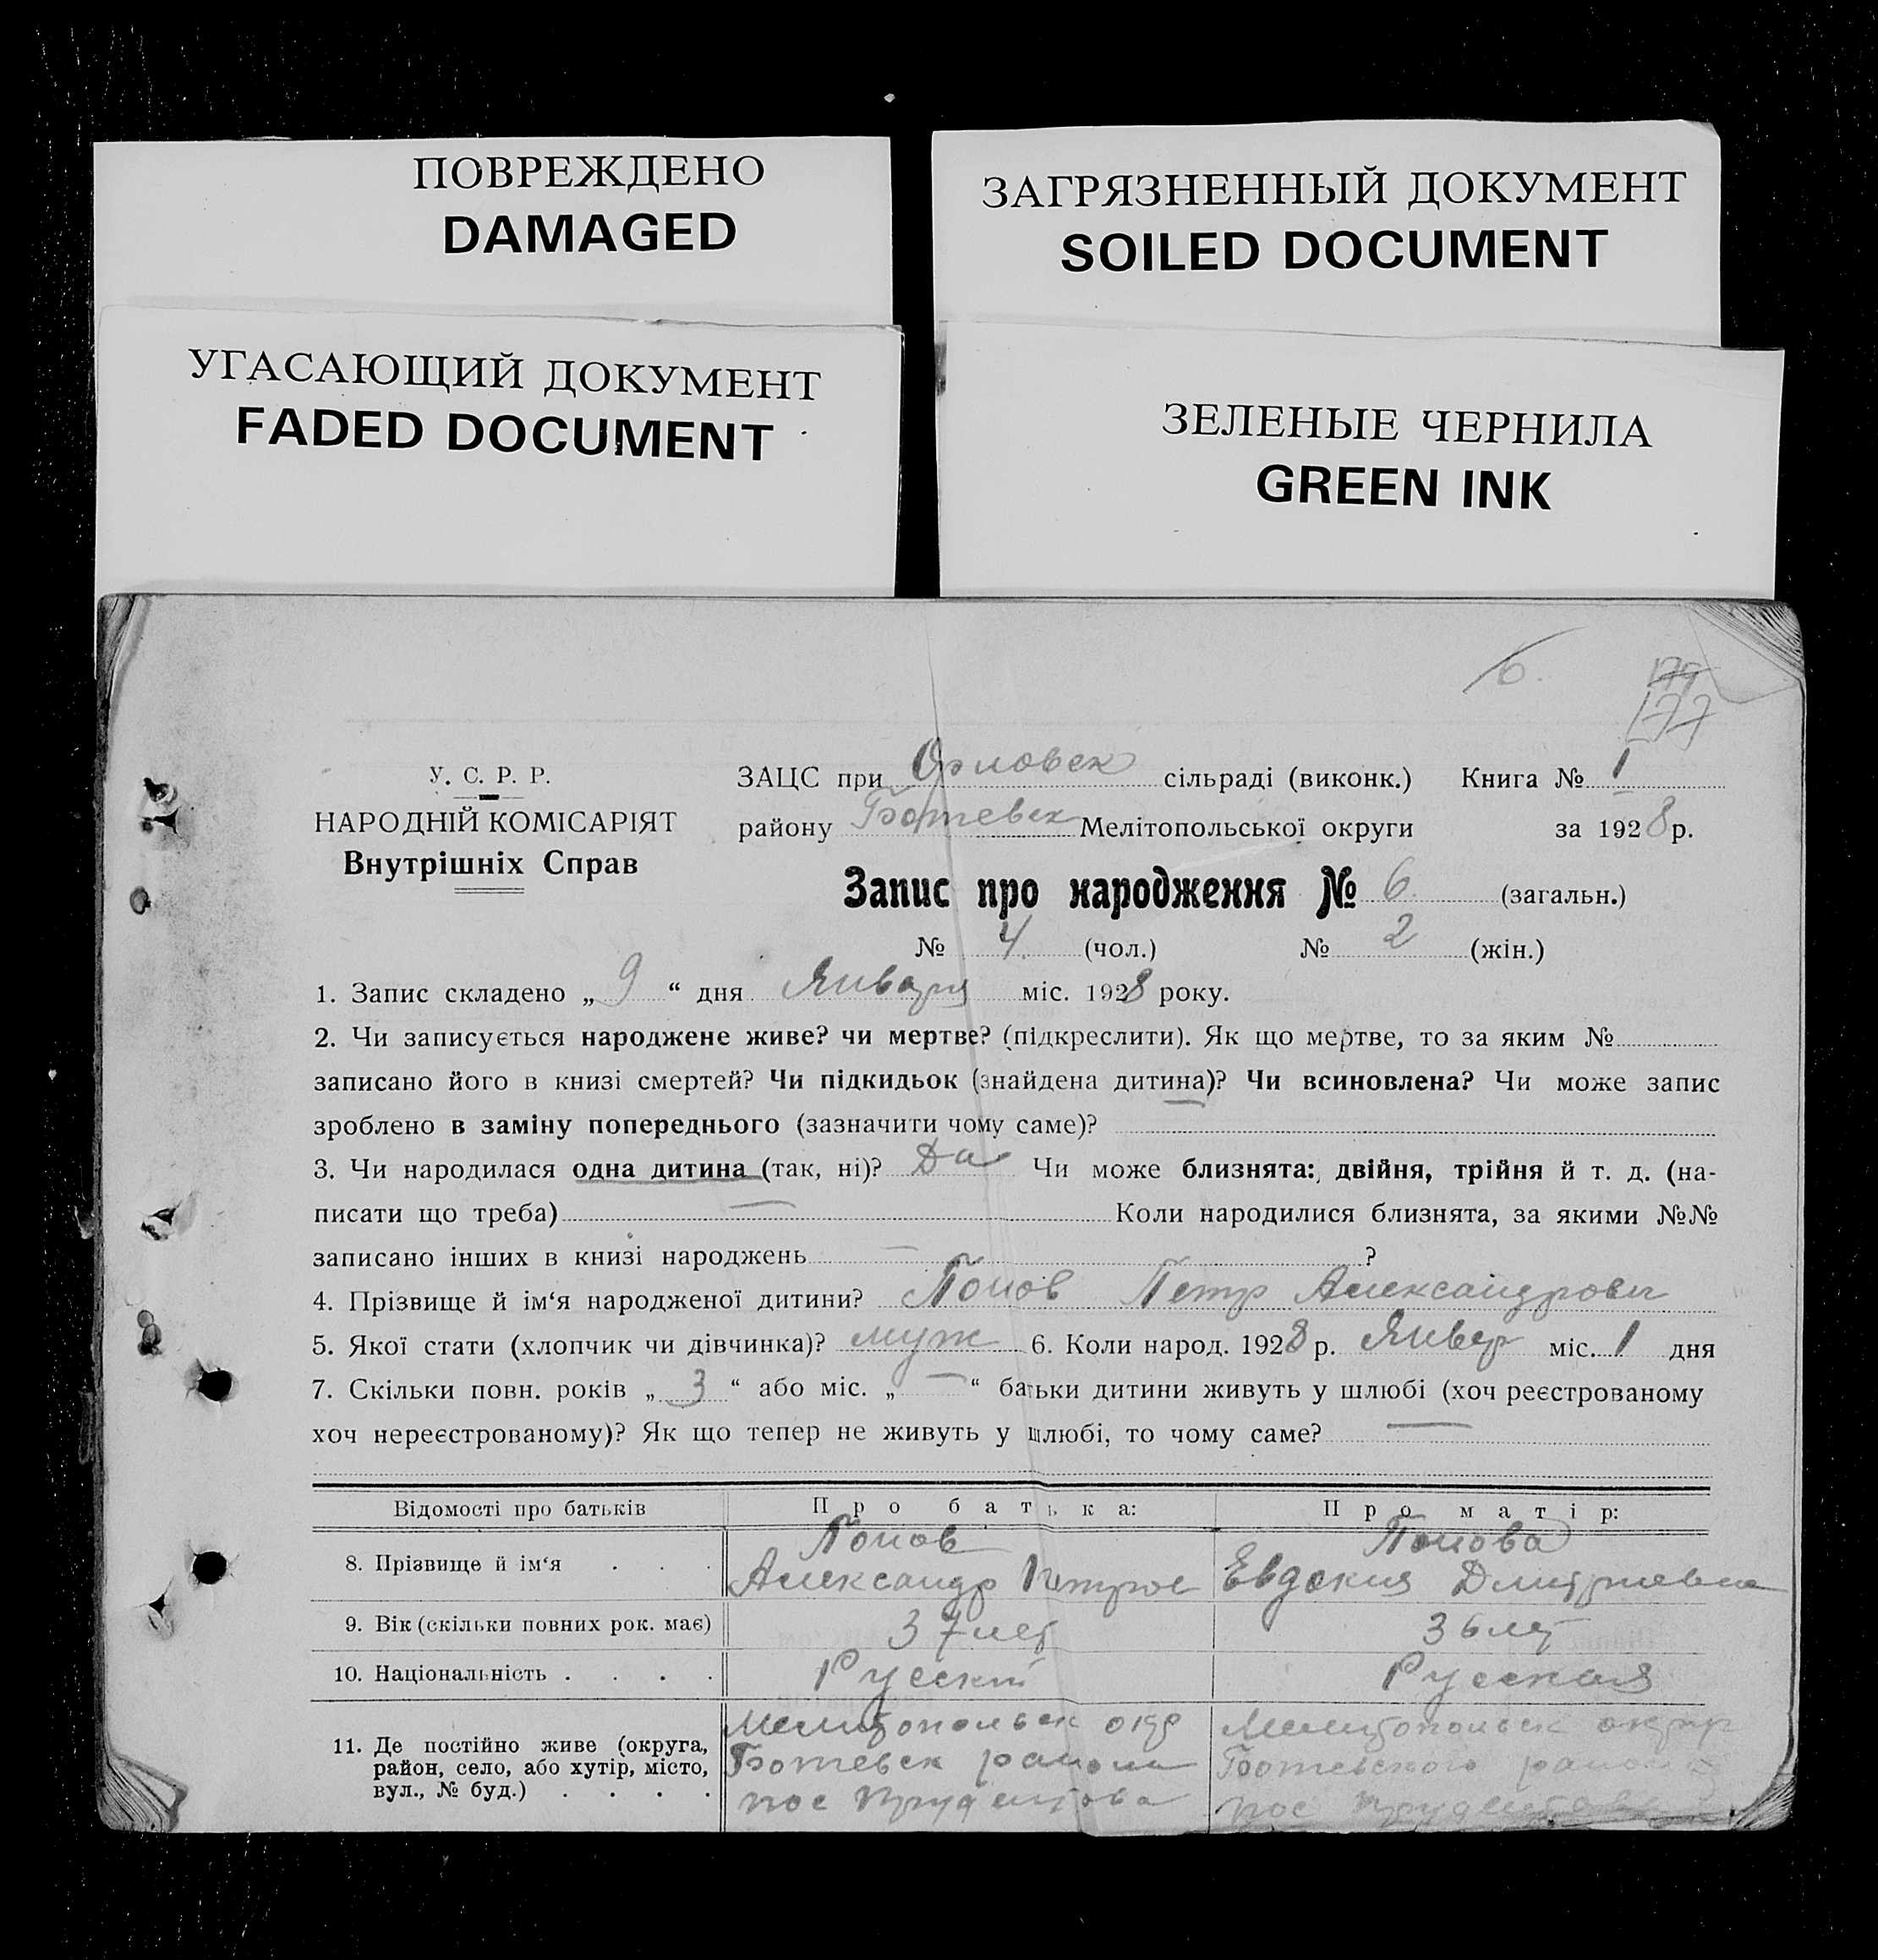 ПОВРЕЖДЕНО
DAMAGED
ЗАГРЯЗНЕННЫЙ ДОКУМЕНТ
SOILED DOCUMENT
УГАСАЮЩИЙ ДОКУМЕНТ
FADED DOCUMENT
ЗЕЛЕНЫЕ ЧЕРНИЛА
GREEN INK
6. 179
177
У. С. Р. Р.
НАРОДНІЙ КОМІСАРІЯТ
Внутрішніх Справ
ЗАЦС при Орловск сільраді (виконк.) Книга № 1
району Ботевск Мелітопольської округи за 1928 р.
Запис про народження № 6. (загальн.)
№ 4. (чол.) № 2 (жін.)
1. Запис складено „ 9 “ дня Января міс. 1928 року.
2. Чи записується народжене живе? чи мертве? (підкреслити). Як що мертве, то за яким №
записано його в книзі смертей? Чи підкидьок (знайдена дитина)? Чи всиновлена? Чи може запис
зроблено в заміну попереднього (зазначити чому саме)?
3. Чи народилася одна дитина (так, ні)? Да Чи може близнята: двійня, трійня й т. д. (на-
писати що треба) — Коли народилися близнята, за якими №№
записано інших в книзі народжень — ?
4. Прізвище й ім‘я народженої дитини? Попов Петр Александрович
5. Якої стати (хлопчик чи дівчинка)? муж 6. Коли народ. 1928 р. Январ міс. 1 дня
7. Скільки повн. років „ 3 “ або міс. „ — “ батьки дитини живуть у шлюбі (хоч реєстрованому
хоч нереєстрованому)? Як що тепер не живуть у шлюбі, то чому саме? —
Відомості про батьків Про батька: Про матір:
8. Прізвище й ім‘я . . . Попов Александр Петров Попова Евдокия Дмитриевна
9. Вік (скільки повних рок. має) 37 лет 36 лет
10. Національність . . . . Русский Русская
11. Де постійно живе (округа,
район, село, або хутір, місто,
вул., № буд.) . . . .
Мелитопольск окр
Ботевск района
пос
Мелитопольск округ
Ботевского района
пос